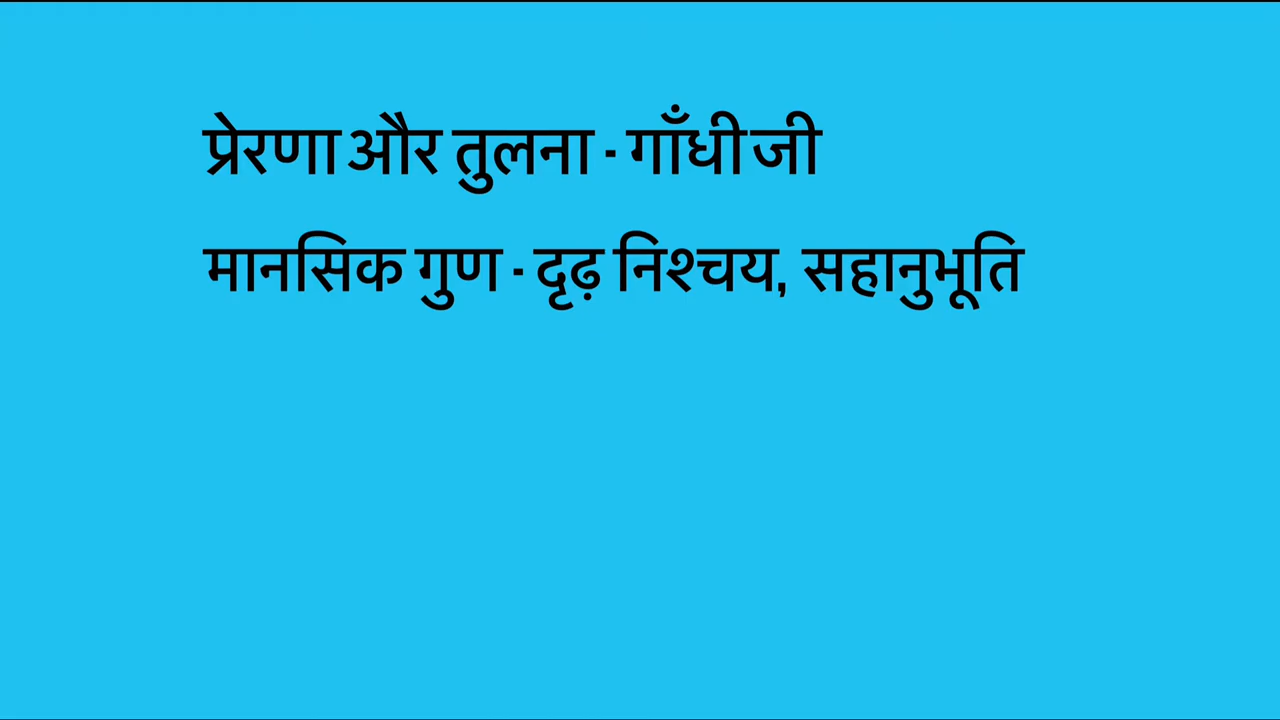 प्रेरणा और तुलना - गाँधी जी
मानसिक गुण - दृढ़ निश्चय, सहानुभूति